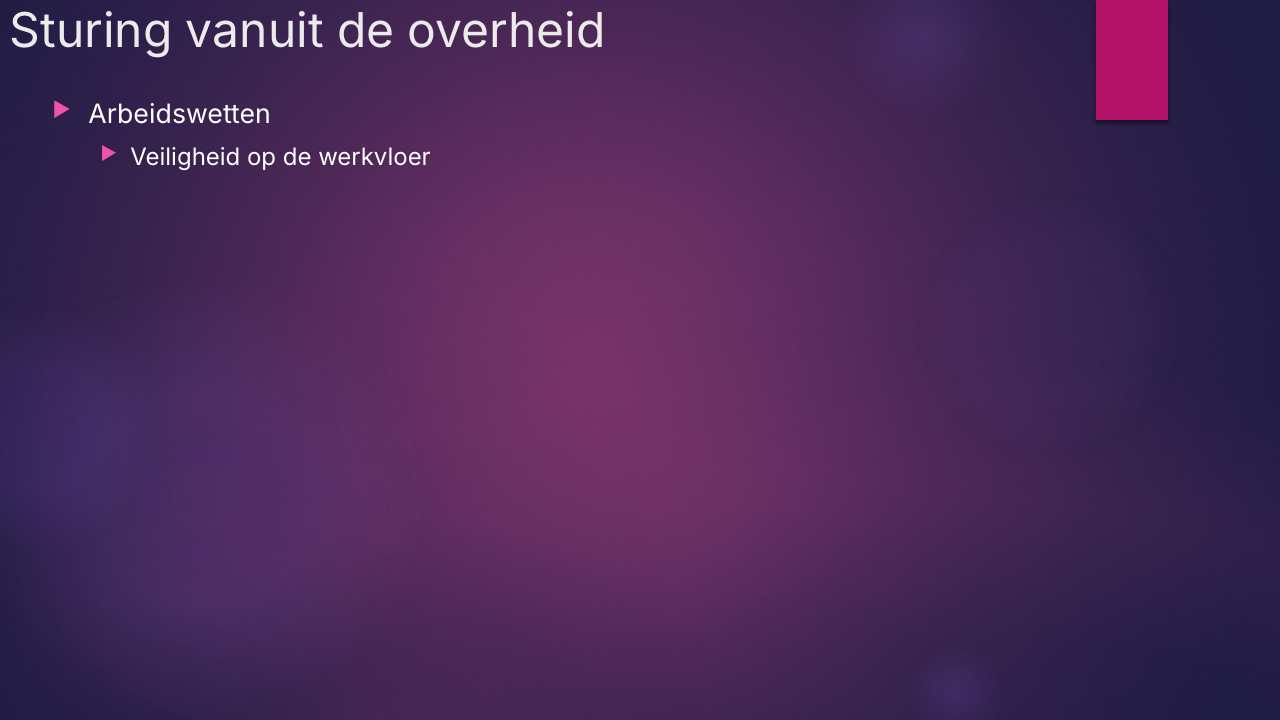 Sturing vanuit de overheid
Arbeidswetten
Veiligheid op de werkvloer